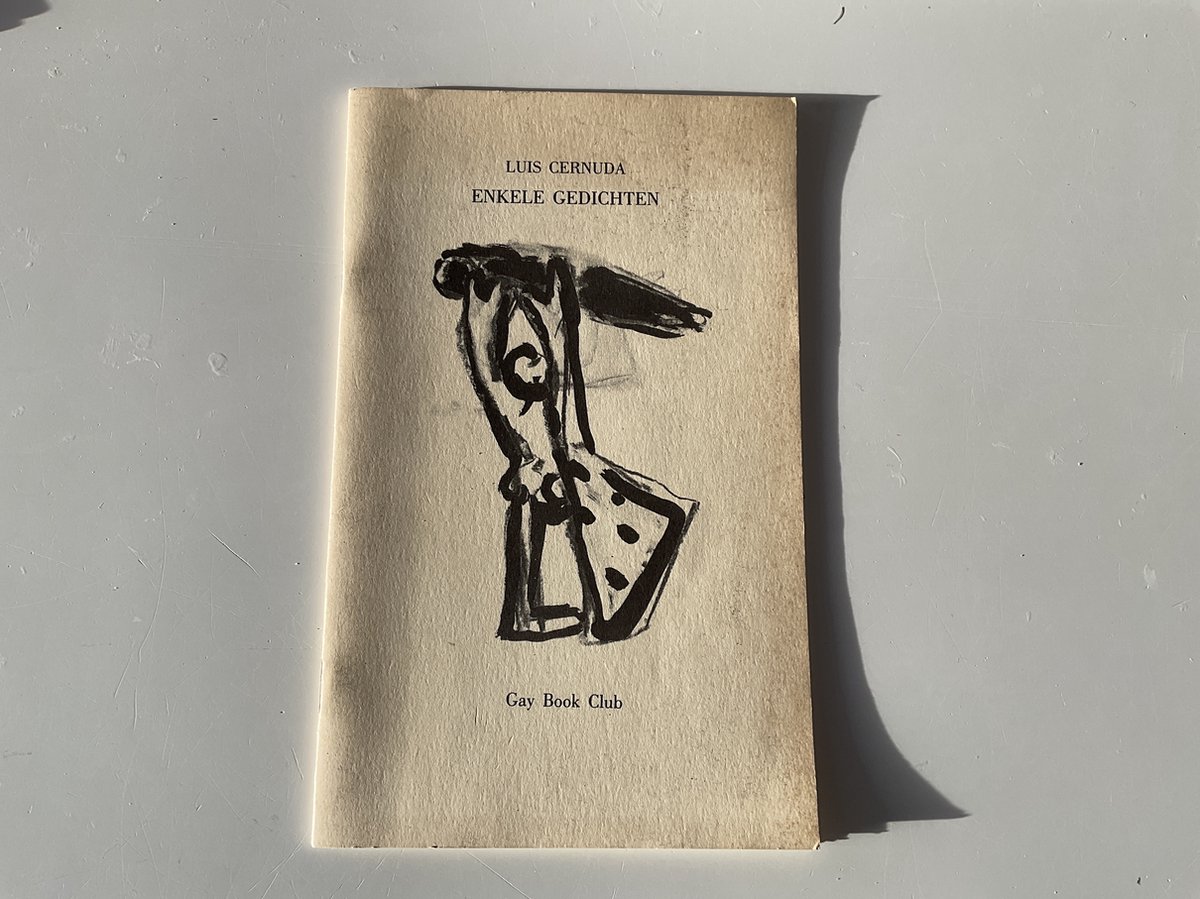 LUIS CERNUDA
ENKELE GEDICHTEN
Gay Book Club